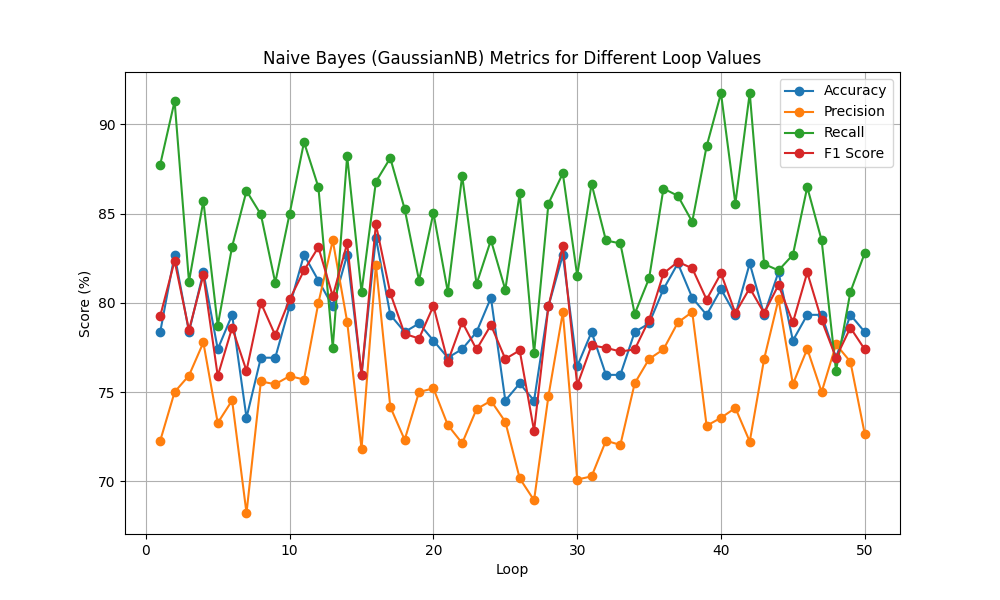 Naive Bayes (GaussianNB) Metrics for Different Loop Values
Accuracy
Precision
Recall
F1 Score
90
85
80
75
70
Score (%)
0 10 20 30 40 50
Loop